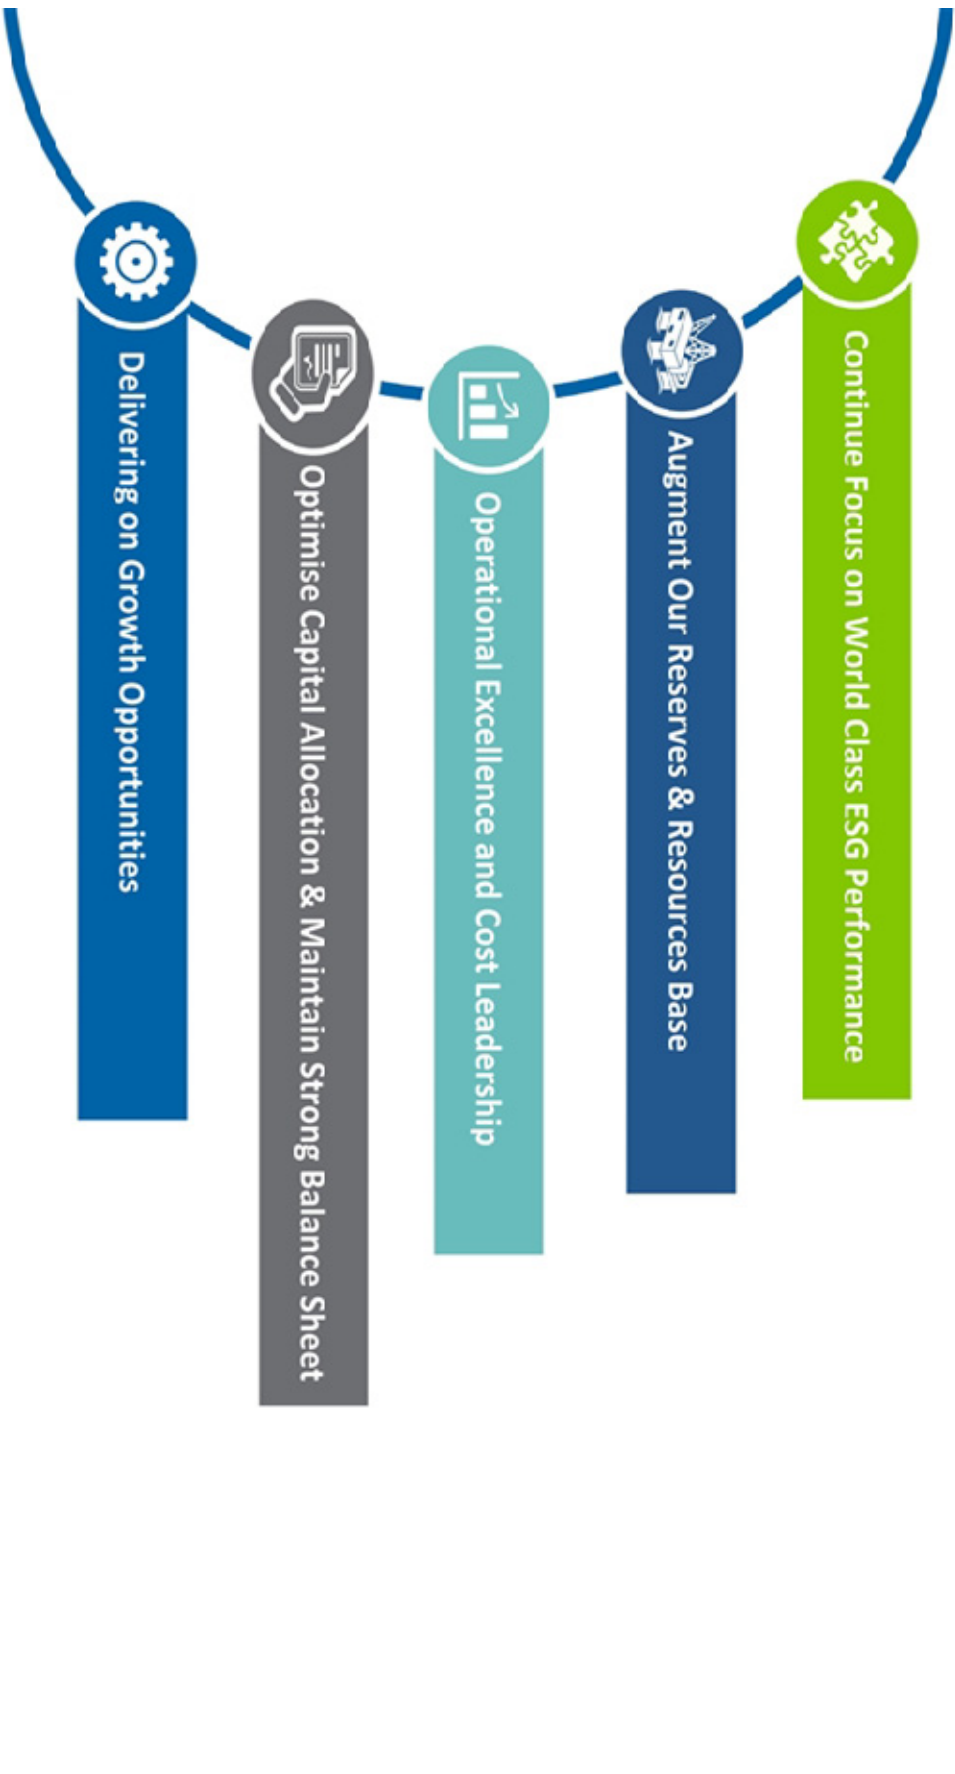 Continue Focus on World Class ESG Performance
Augment Our Reserves & Resources Base
Operational Excellence and Cost Leadership
Optimise Capital Allocation & Maintain Strong Balance Sheet
Delivering on Growth Opportunities